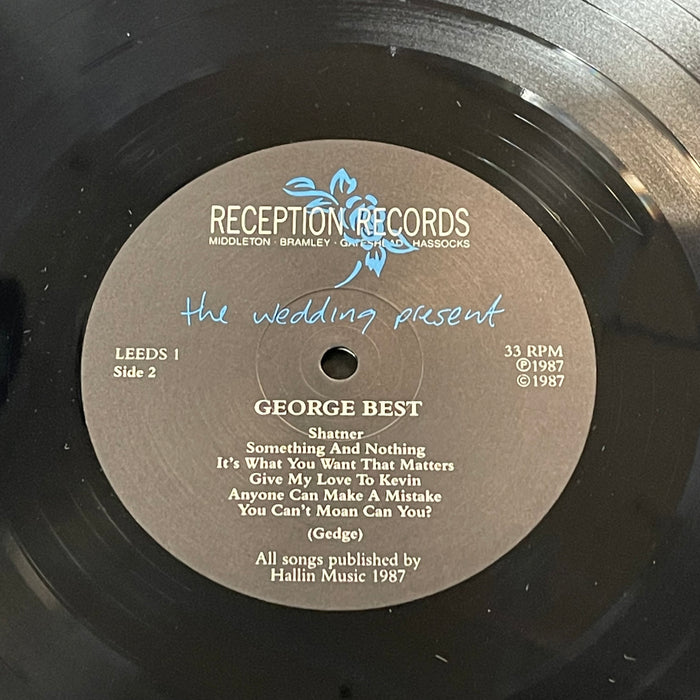 RECEPTION RECORDS
MIDDLETON · BRAMLEY · GATESHEAD · HASSOCKS
the wedding present
LEEDS 1
Side 2
33 RPM
Ⓟ1987
©1987
GEORGE BEST
Shatner
Something And Nothing
It's What You Want That Matters
Give My Love To Kevin
Anyone Can Make A Mistake
You Can't Moan Can You?
(Gedge)
All songs published by
Hallin Music 1987